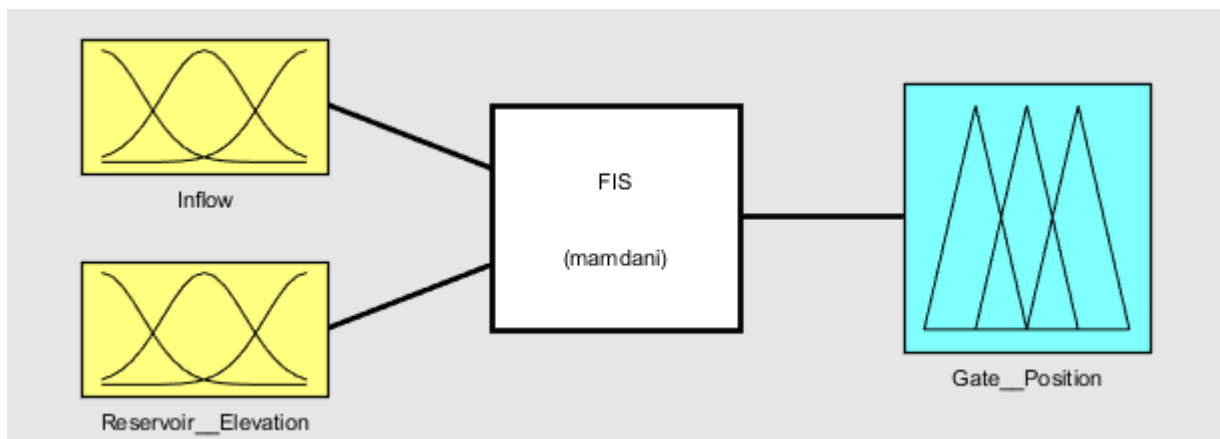 Inflow
FIS
(mamdani)
Reservoir__Elevation
Gate__Position